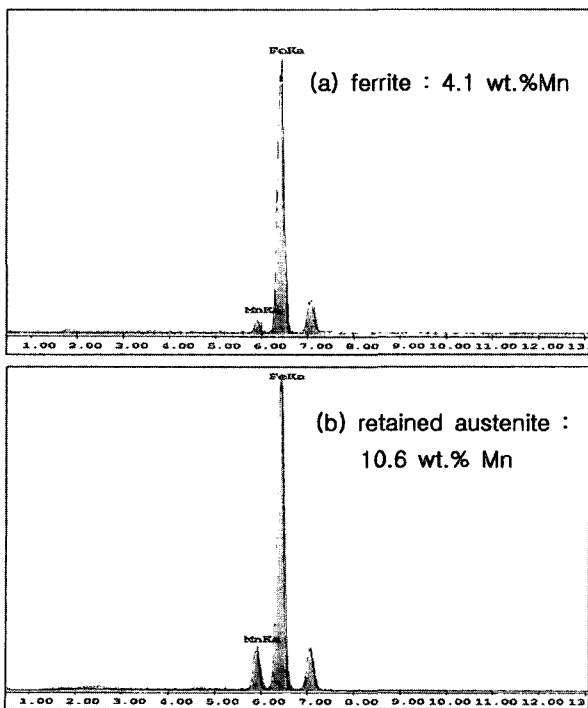 FeKa
(a) ferrite : 4.1 wt.%Mn
MnKa
1.00 2.00 3.00 4.00 5.00 6.00 7.00 8.00 9.00 10.00 11.00 12.00 13.
FeKa
(b) retained austenite :
10.6 wt.% Mn
MnKa
1.00 2.00 3.00 4.00 5.00 6.00 7.00 8.00 9.00 10.00 11.00 12.00 13